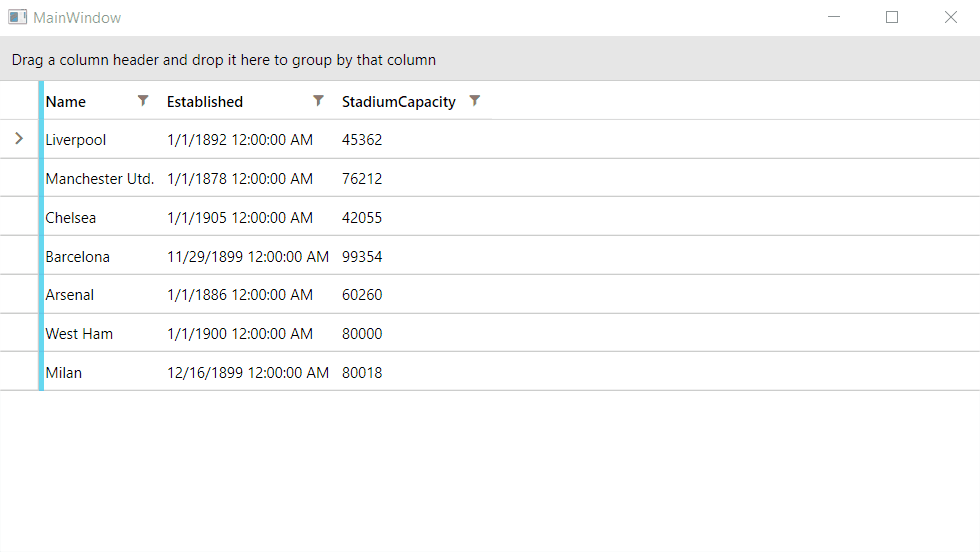 MainWindow
Drag a column header and drop it here to group by that column
Name Established StadiumCapacity
Liverpool 1/1/1892 12:00:00 AM 45362
Manchester Utd. 1/1/1878 12:00:00 AM 76212
Chelsea 1/1/1905 12:00:00 AM 42055
Barcelona 11/29/1899 12:00:00 AM 99354
Arsenal 1/1/1886 12:00:00 AM 60260
West Ham 1/1/1900 12:00:00 AM 80000
Milan 12/16/1899 12:00:00 AM 80018